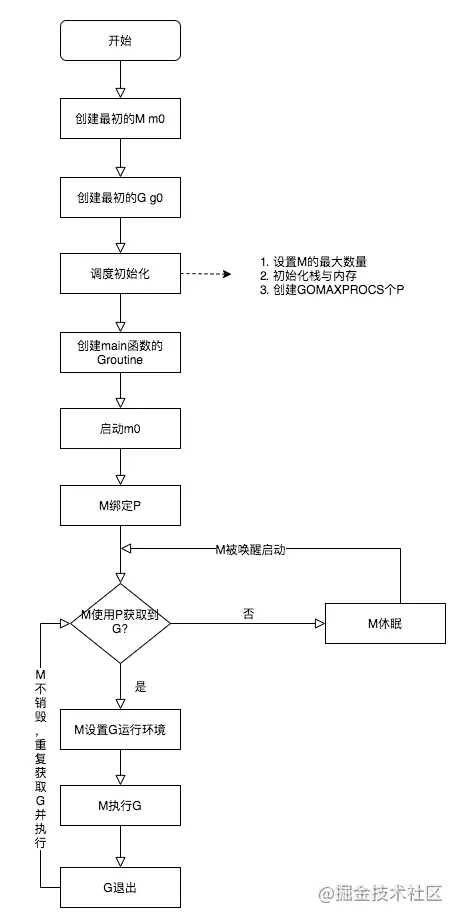 开始
创建最初的M m0
创建最初的G g0
调度初始化
1. 设置M的最大数量
2. 初始化栈与内存
3. 创建GOMAXPROCS个P
创建main函数的
Groutine
启动m0
M绑定P
M被唤醒启动
M使用P获取到
G?
否
M休眠
是
M
不
销
毁
,
重
复
获
取
G
并
执
行
M设置G运行环境
M执行G
G退出
@掘金技术社区